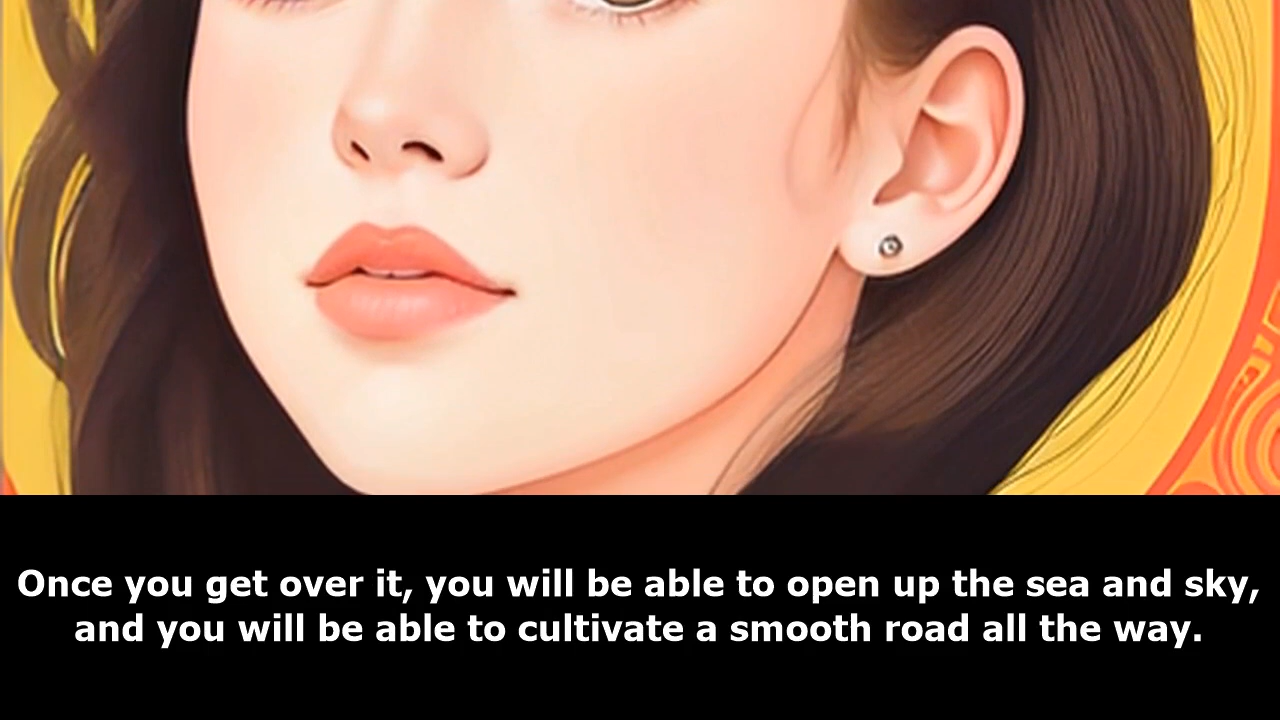 Once you get over it, you will be able to open up the sea and sky,
and you will be able to cultivate a smooth road all the way.